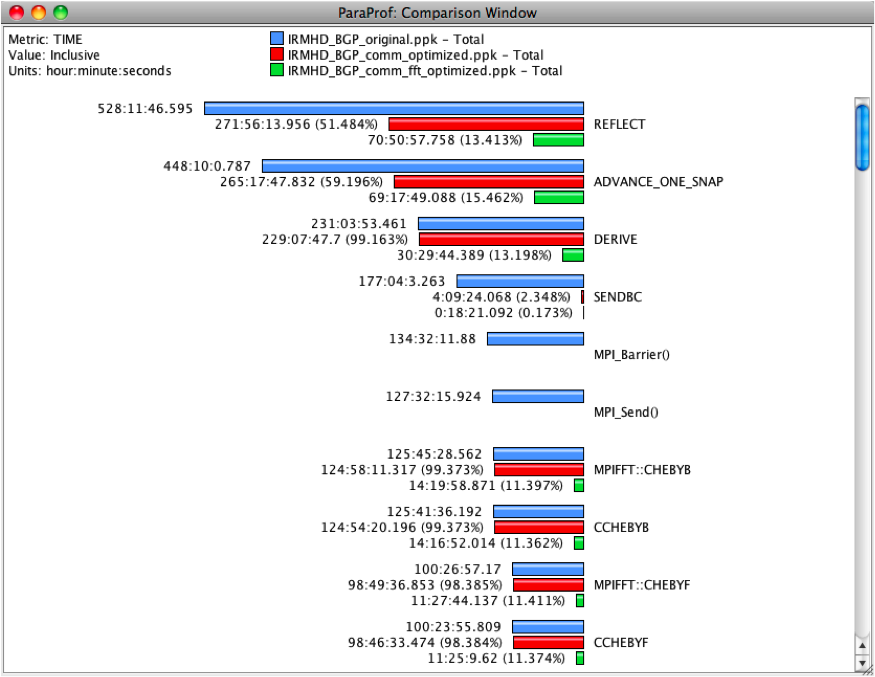 ParaProf: Comparison Window
Metric: TIME
Value: Inclusive
Units: hour:minute:seconds
IRMHD_BGP_original.ppk - Total
IRMHD_BGP_comm_optimized.ppk - Total
IRMHD_BGP_comm_fft_optimized.ppk - Total
528:11:46.595
271:56:13.956 (51.484%)
REFLECT
70:50:57.758 (13.413%)
448:10:0.787
265:17:47.832 (59.196%)
ADVANCE_ONE_SNAP
69:17:49.088 (15.462%)
231:03:53.461
229:07:47.7 (99.163%)
DERIVE
30:29:44.389 (13.198%)
177:04:3.263
4:09:24.068 (2.348%)
SENDBC
0:18:21.092 (0.173%)
134:32:11.88
MPI_Barrier()
127:32:15.924
MPI_Send()
125:45:28.562
124:58:11.317 (99.373%)
MPIFFT::CHEBYB
14:19:58.871 (11.397%)
125:41:36.192
124:54:20.196 (99.373%)
CCHEBYB
14:16:52.014 (11.362%)
100:26:57.17
98:49:36.853 (98.385%)
MPIFFT::CHEBYF
11:27:44.137 (11.411%)
100:23:55.809
98:46:33.474 (98.384%)
CCHEBYF
11:25:9.62 (11.374%)